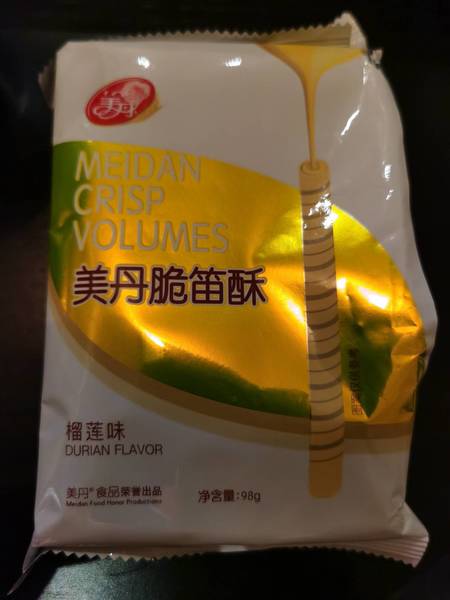 美丹
MEIDAN
CRISP
VOLUMES
美丹脆笛酥
榴莲味
DURIAN FLAVOR
美丹®食品荣誉出品
Meidan Food Honor Productions
净含量:98g